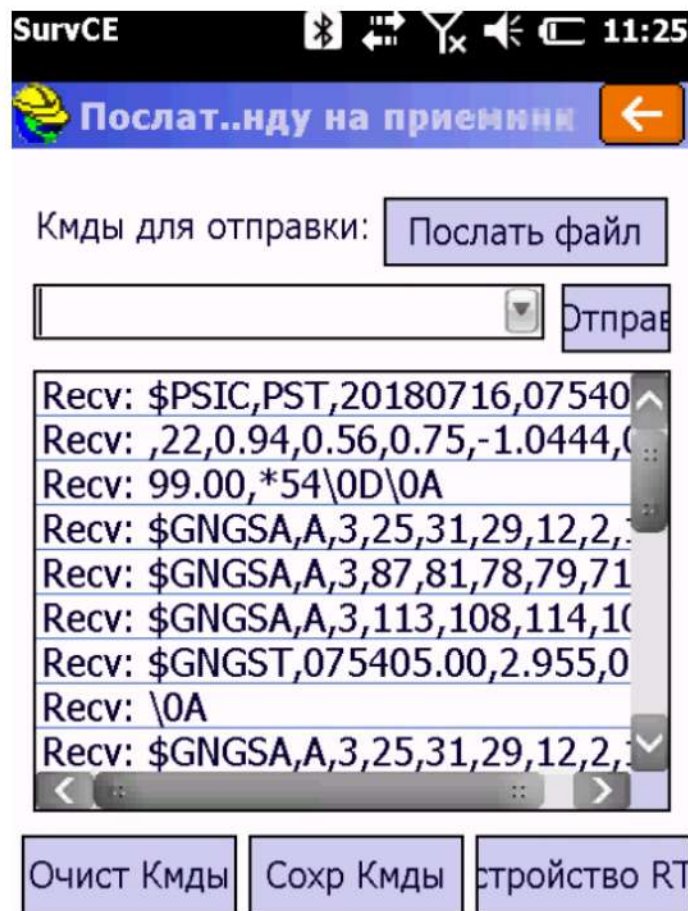 SurvCE 11:25
Послат..нду на приемник
Кмды для отправки: Послать файл
Отправ
Recv: $PSIC,PST,20180716,07540
Recv: ,22,0.94,0.56,0.75,-1.0444,0
Recv: 99.00,*54\0D\0A
Recv: $GNGSA,A,3,25,31,29,12,2,
Recv: $GNGSA,A,3,87,81,78,79,71
Recv: $GNGSA,A,3,113,108,114,10
Recv: $GNGST,075405.00,2.955,0
Recv: \0A
Recv: $GNGSA,A,3,25,31,29,12,2,
Очист Кмды Сохр Кмды стройство RT